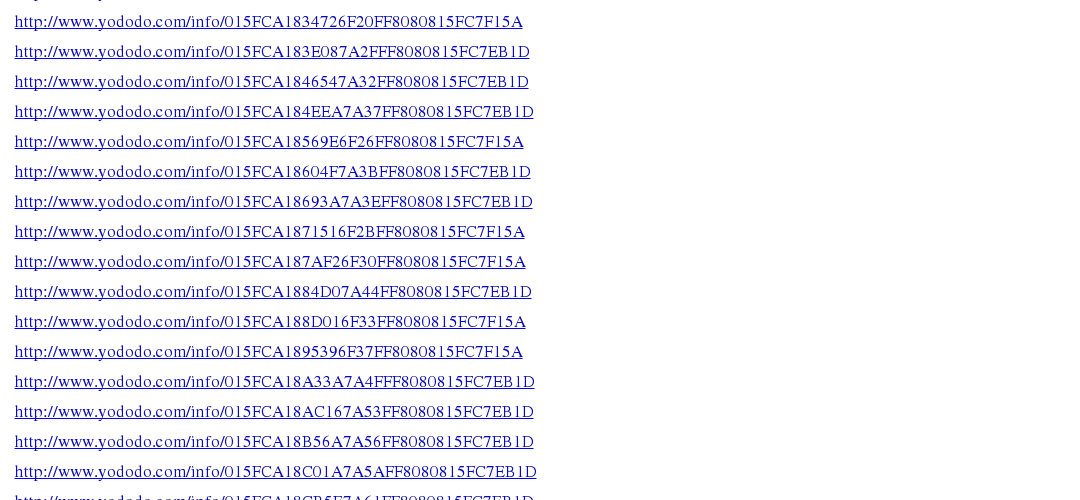 http://www.yododo.com/info/015FCA1834726F20FF8080815FC7F15A
http://www.yododo.com/info/015FCA183E087A2FFF8080815FC7EB1D
http://www.yododo.com/info/015FCA1846547A32FF8080815FC7EB1D
http://www.yododo.com/info/015FCA184EEA7A37FF8080815FC7EB1D
http://www.yododo.com/info/015FCA18569E6F26FF8080815FC7F15A
http://www.yododo.com/info/015FCA18604F7A3BFF8080815FC7EB1D
http://www.yododo.com/info/015FCA18693A7A3EFF8080815FC7EB1D
http://www.yododo.com/info/015FCA1871516F2BFF8080815FC7F15A
http://www.yododo.com/info/015FCA187AF26F30FF8080815FC7F15A
http://www.yododo.com/info/015FCA1884D07A44FF8080815FC7EB1D
http://www.yododo.com/info/015FCA188D016F33FF8080815FC7F15A
http://www.yododo.com/info/015FCA1895396F37FF8080815FC7F15A
http://www.yododo.com/info/015FCA18A33A7A4FFF8080815FC7EB1D
http://www.yododo.com/info/015FCA18AC167A53FF8080815FC7EB1D
http://www.yododo.com/info/015FCA18B56A7A56FF8080815FC7EB1D
http://www.yododo.com/info/015FCA18C01A7A5AFF8080815FC7EB1D